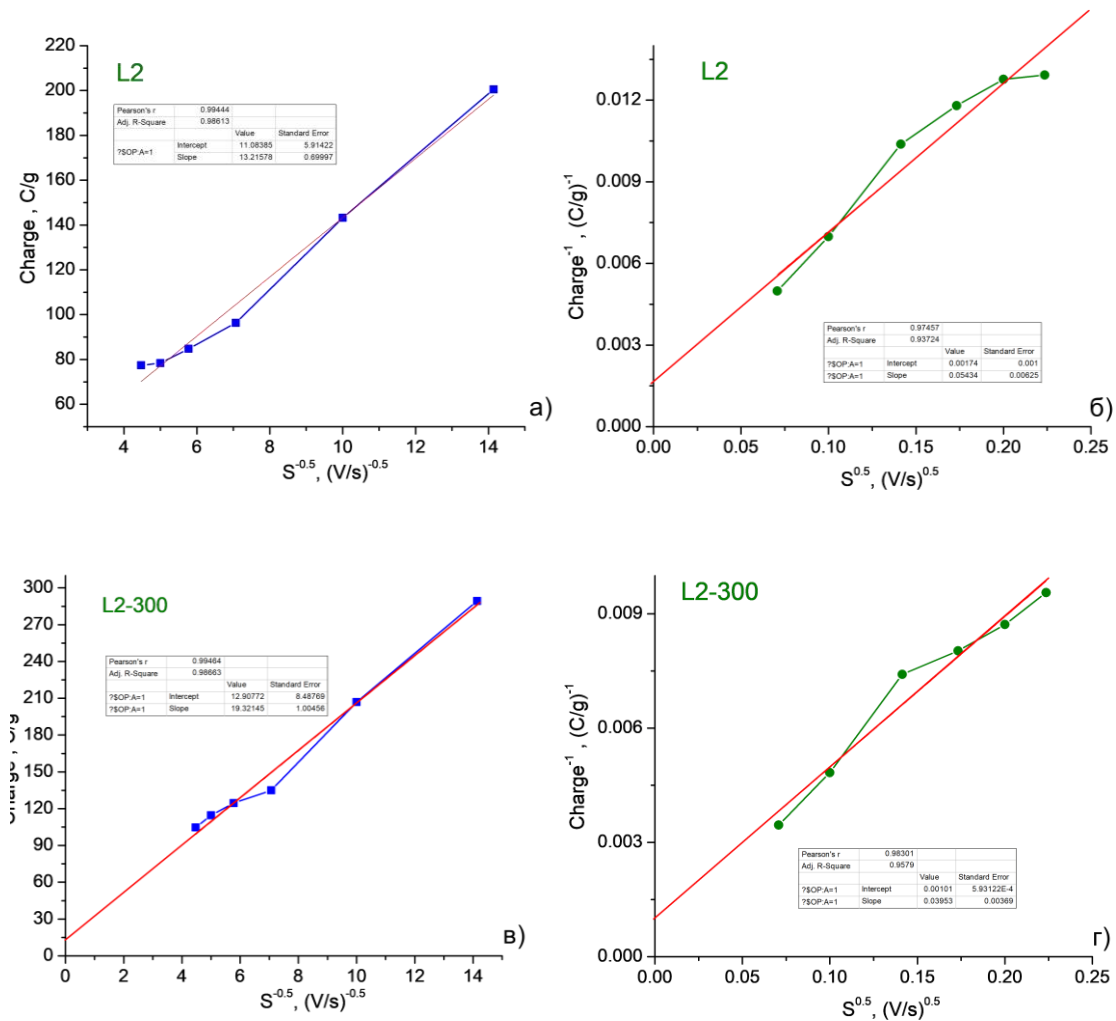 L2
220
200
180
160
140
120
100
80
60
Charge , C/g
Pearson's r 0.99444
Adj. R-Square 0.98613
Value Standard Error
?$OP:A=1 Intercept 11.08385 5.91422
Slope 13.21578 0.69997
4 6 8 10 12 14
S^-0.5, (V/s)^-0.5
а)
L2
0.012
0.009
0.006
0.003
0.000
Charge^-1, (C/g)^-1
Pearson's r 0.97457
Adj. R-Square 0.93724
Value Standard Error
?$OP:A=1 Intercept 0.00174 0.001
?$OP:A=1 Slope 0.05434 0.00625
0.00 0.05 0.10 0.15 0.20 0.25
S^0.5, (V/s)^0.5
б)
L2-300
300
270
240
210
180
150
120
90
60
30
0
Charge, C/g
Pearson's r 0.99464
Adj. R-Square 0.98663
Value Standard Error
?$OP:A=1 Intercept 12.90772 8.48769
?$OP:A=1 Slope 19.32145 1.00456
0 2 4 6 8 10 12 14
S^-0.5, (V/s)^-0.5
в)
L2-300
0.009
0.006
0.003
0.000
Charge^-1, (C/g)^-1
Pearson's r 0.98301
Adj. R-Square 0.9579
Value Standard Error
?$OP:A=1 Intercept 0.00101 5.93122E-4
?$OP:A=1 Slope 0.03953 0.00369
0.00 0.05 0.10 0.15 0.20 0.25
S^0.5, (V/s)^0.5
г)